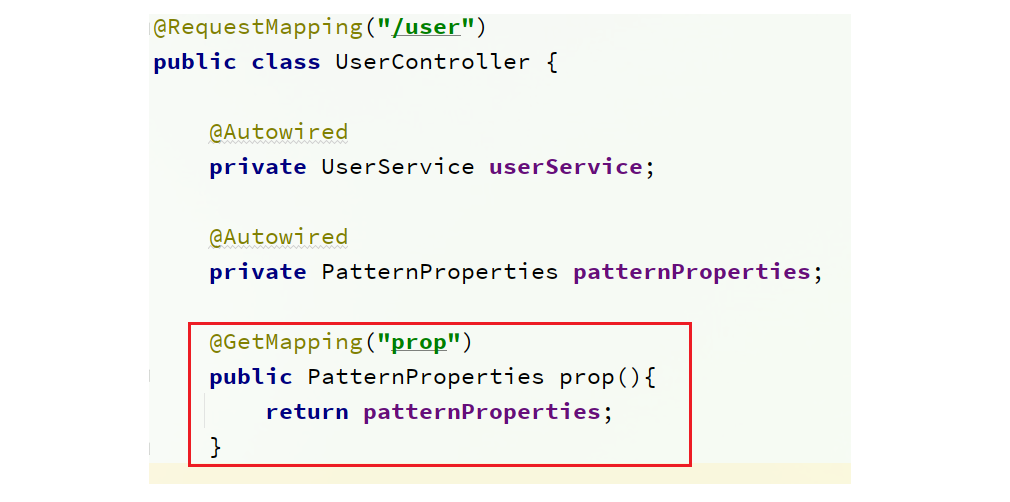 @RequestMapping("/user")
public class UserController {
@Autowired
private UserService userService;
@Autowired
private PatternProperties patternProperties;
@GetMapping("prop")
public PatternProperties prop(){
return patternProperties;
}